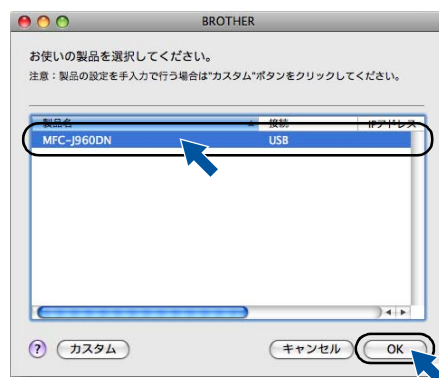 BROTHER
お使いの製品を選択してください。
注意：製品の設定を手入力で行う場合は"カスタム"ボタンをクリックしてください。
製品名 接続 IPアドレス
MFC-J960DN USB
? カスタム キャンセル OK